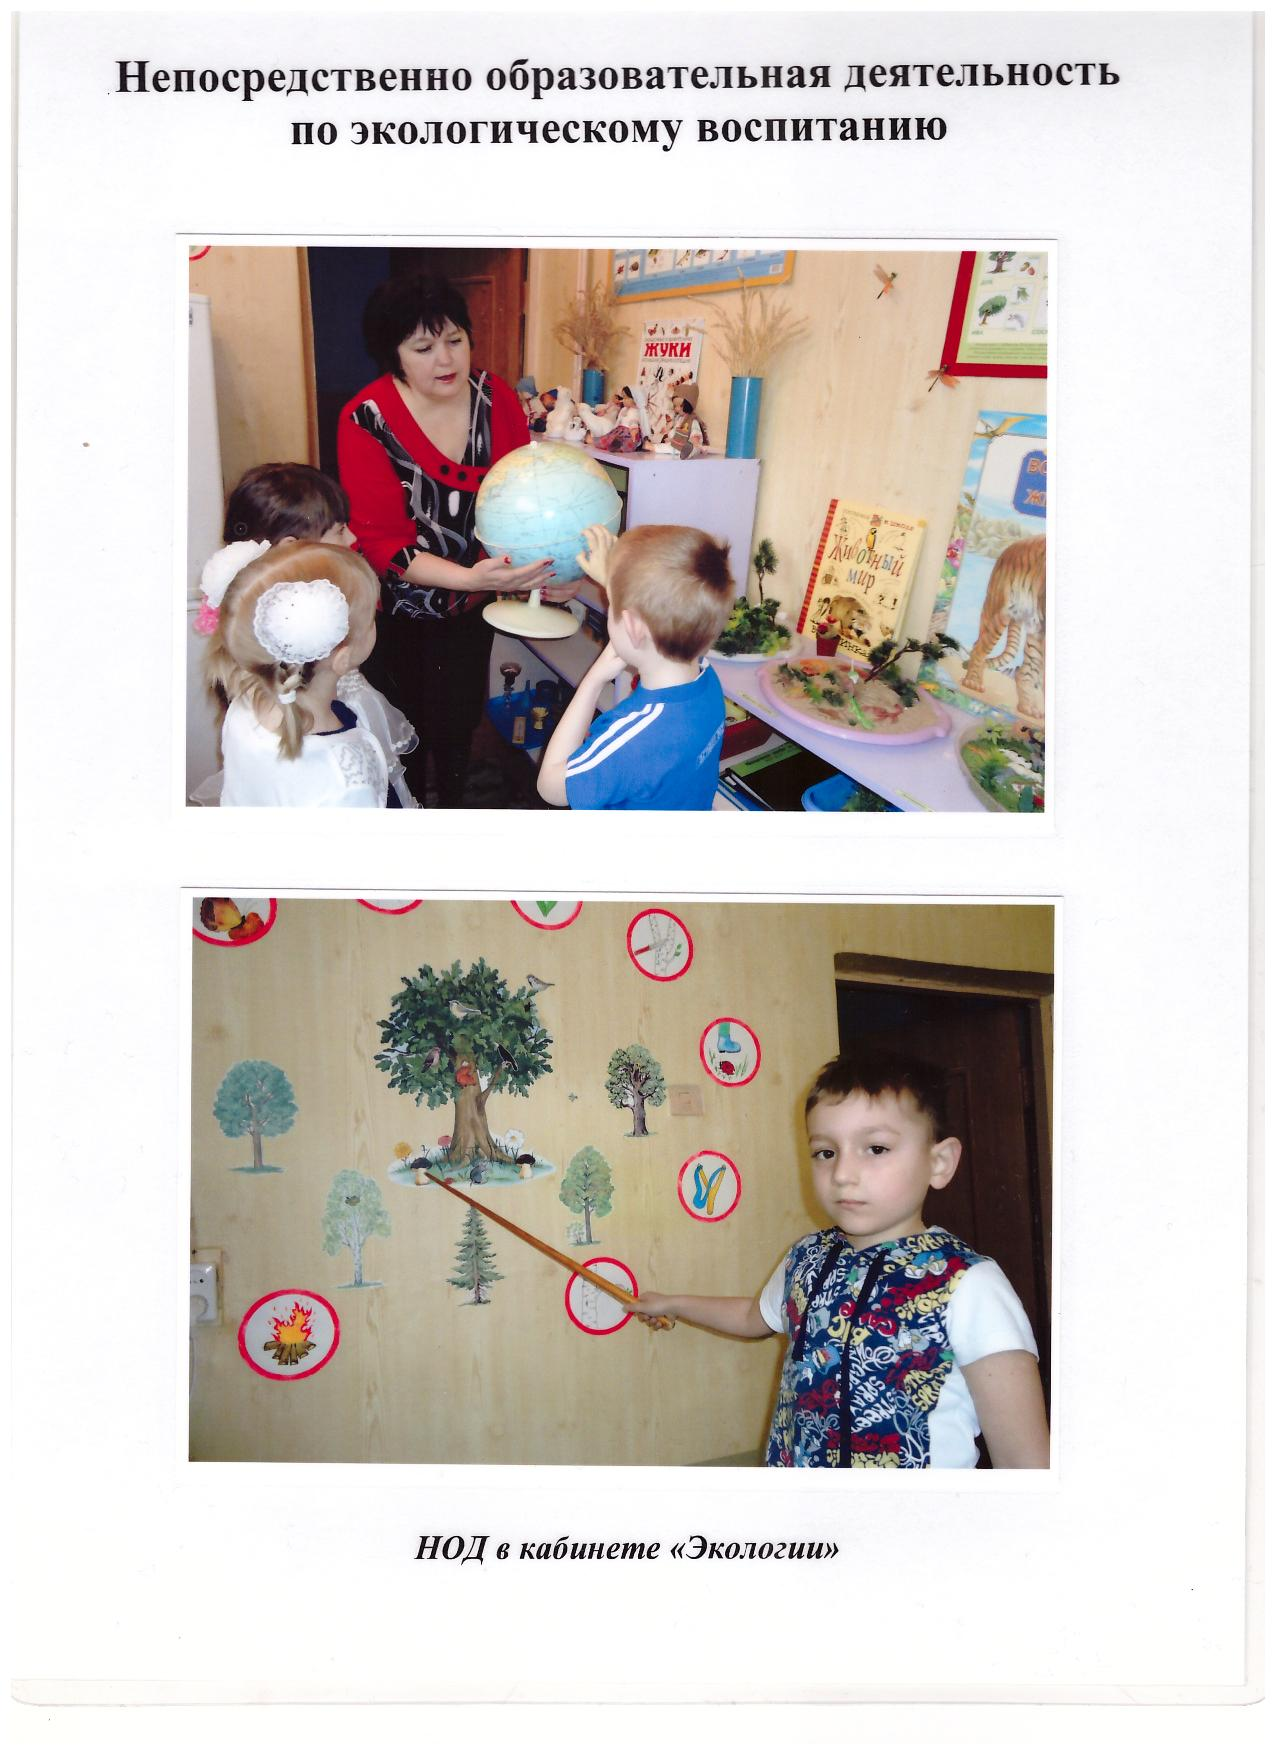 Непосредственно образовательная деятельность
по экологическому воспитанию
ЖУКИ
Животный
мир
НОД в кабинете «Экологии»